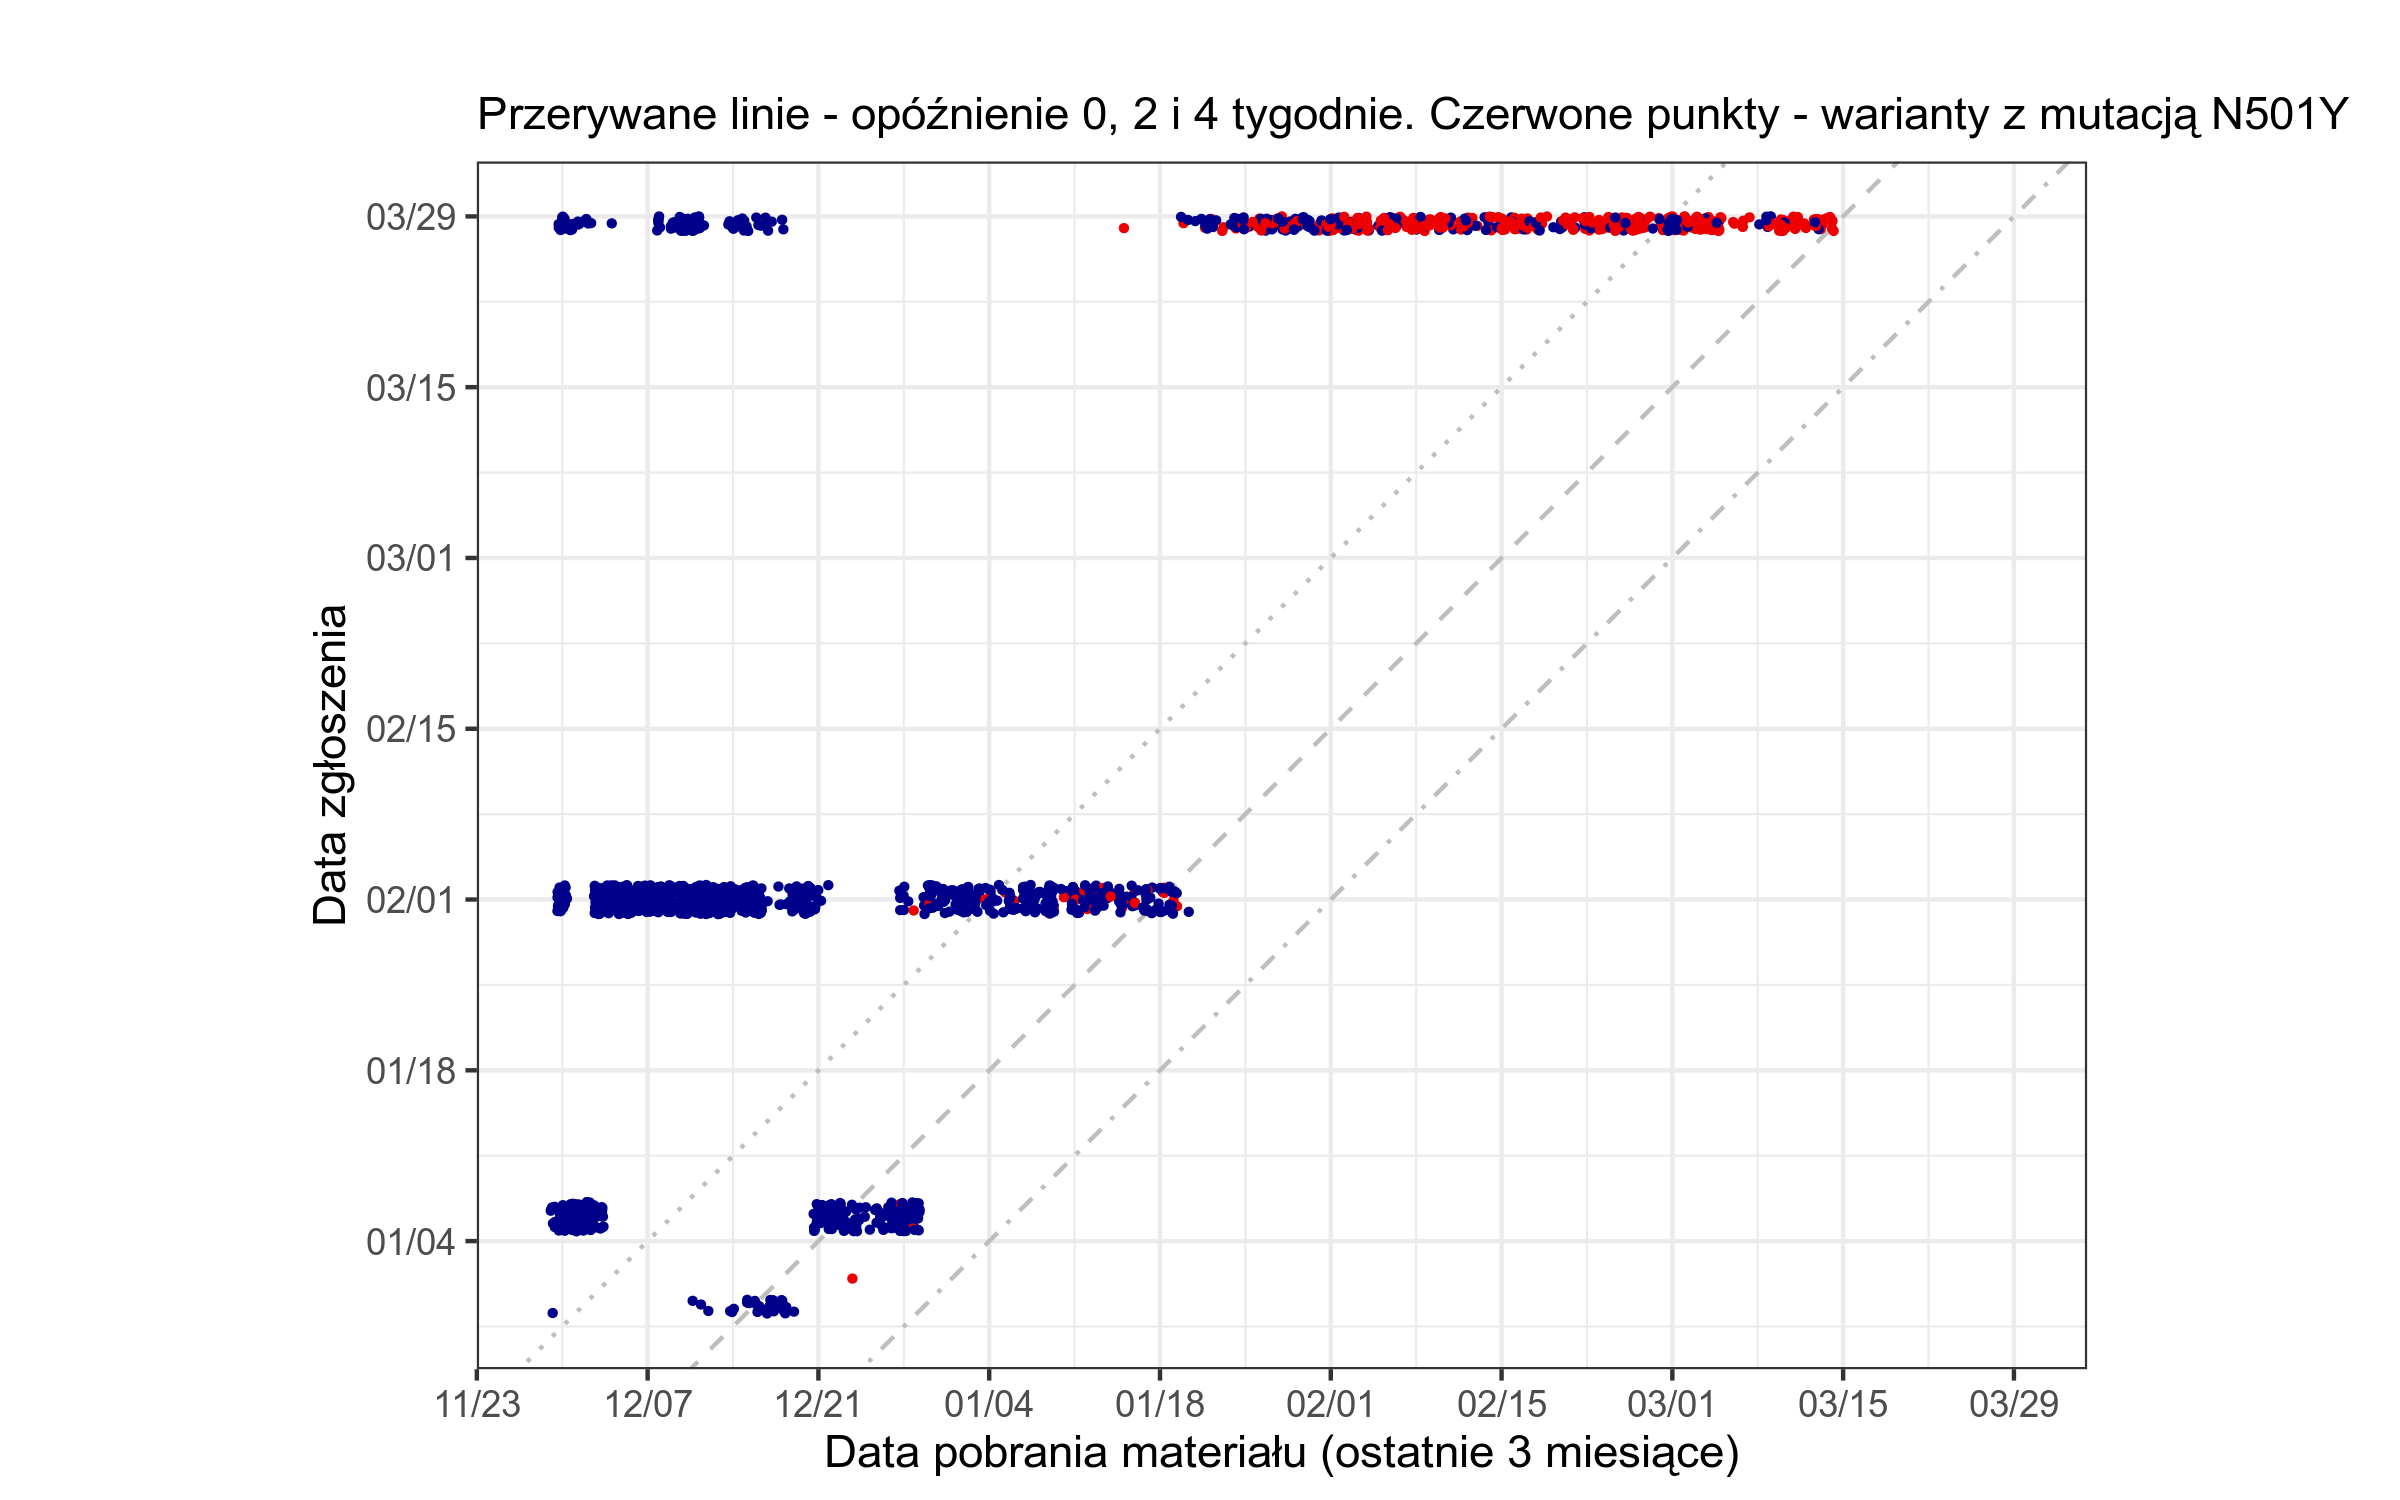 Przerywane linie - opóźnienie 0, 2 i 4 tygodnie. Czerwone punkty - warianty z mutacją N501Y
03/29
03/15
03/01
02/15
02/01
01/18
01/04
Data zgłoszenia
11/23 12/07 12/21 01/04 01/18 02/01 02/15 03/01 03/15 03/29
Data pobrania materiału (ostatnie 3 miesiące)